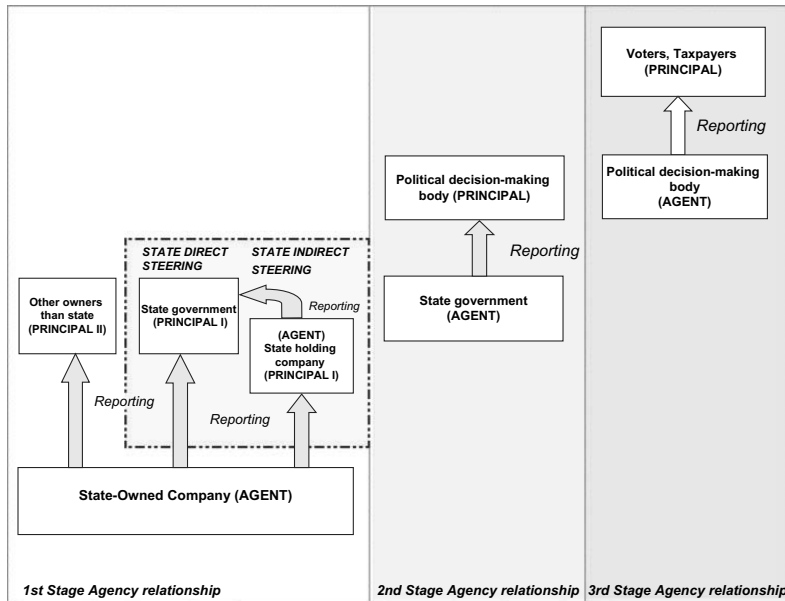 Voters, Taxpayers
(PRINCIPAL)
Reporting
Political decision-making
body
(AGENT)
Political decision-making
body (PRINCIPAL)
Reporting
State government
(AGENT)
STATE DIRECT
STEERING
STATE INDIRECT
STEERING
Other owners
than state
(PRINCIPAL II)
State government
(PRINCIPAL I)
Reporting
(AGENT)
State holding
company
(PRINCIPAL I)
Reporting
Reporting
State-Owned Company (AGENT)
1st Stage Agency relationship
2nd Stage Agency relationship
3rd Stage Agency relationship